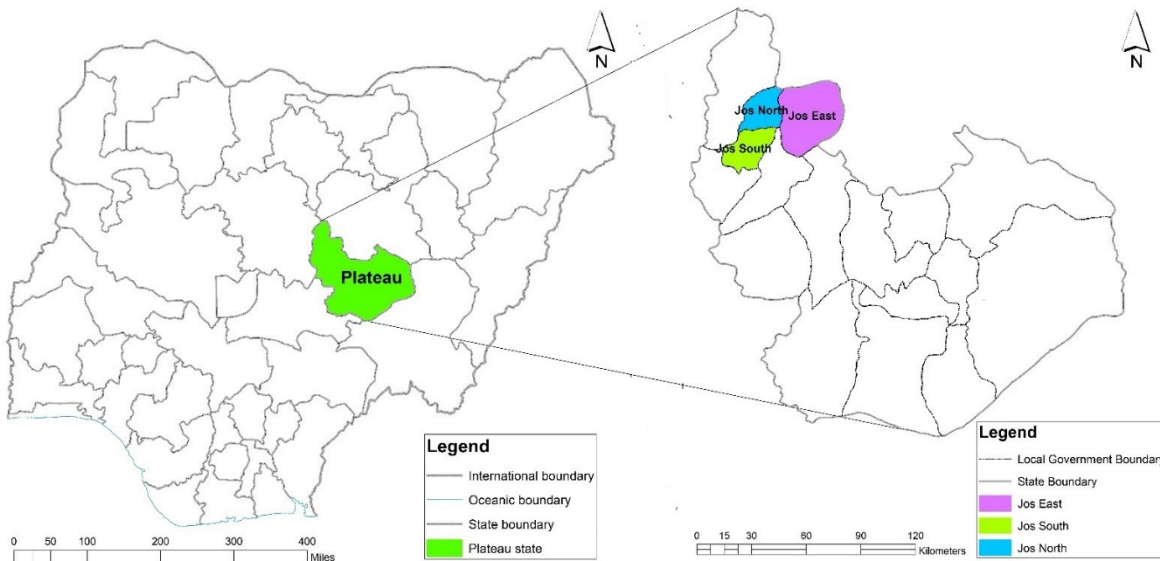 N
Plateau
Legend
International boundary
Oceanic boundary
State boundary
Plateau state
0 50 100 200 300 400
Miles
N
Jos North
Jos East
Jos South
Legend
Local Government Boundary
State Boundary
Jos East
Jos South
Jos North
0 15 30 60 90 120
Kilometers